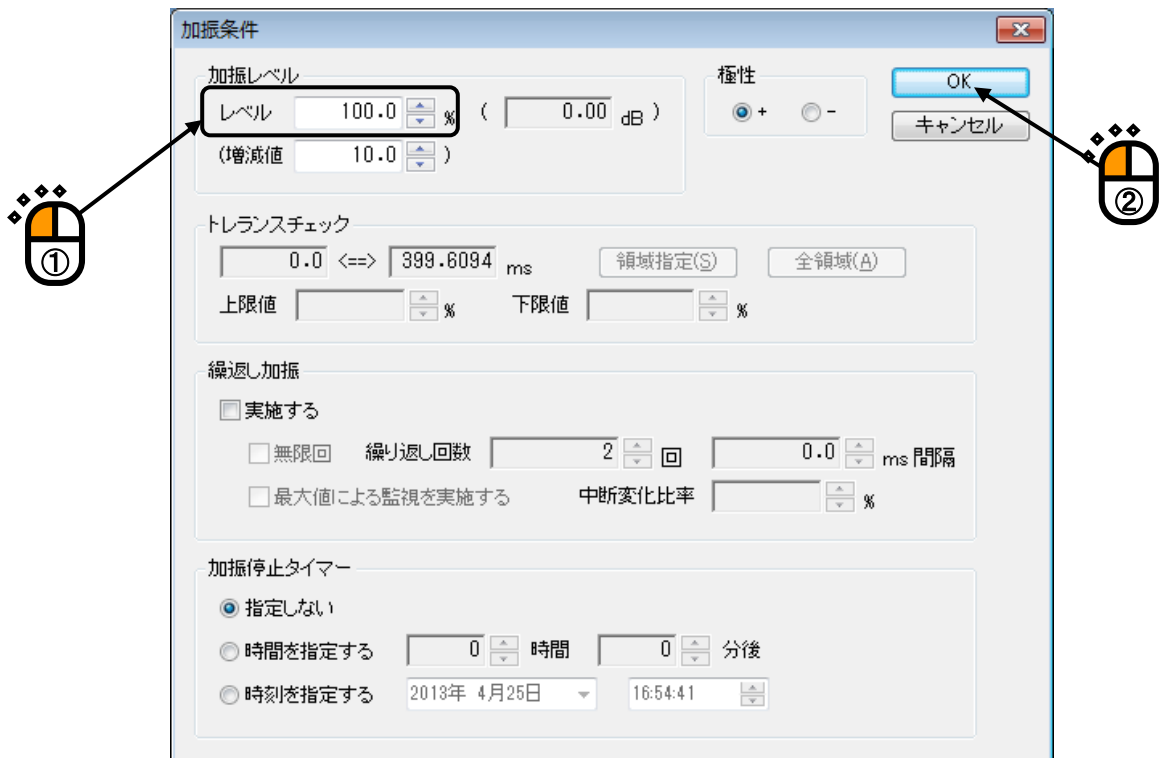 加振条件
加振レベル
レベル 100.0 % ( 0.00 dB )
(増減値 10.0 )
極性
+ -
OK
キャンセル
①
②
トレランスチェック
0.0 <==> 399.6094 ms 領域指定(S) 全領域(A)
上限値 % 下限値 %
繰返し加振
実施する
無限回 繰り返し回数 2 回 0.0 ms 間隔
最大値による監視を実施する 中断変化比率 %
加振停止タイマー
指定しない
時間を指定する 0 時間 0 分後
時刻を指定する 2013年 4月25日 16:54:41